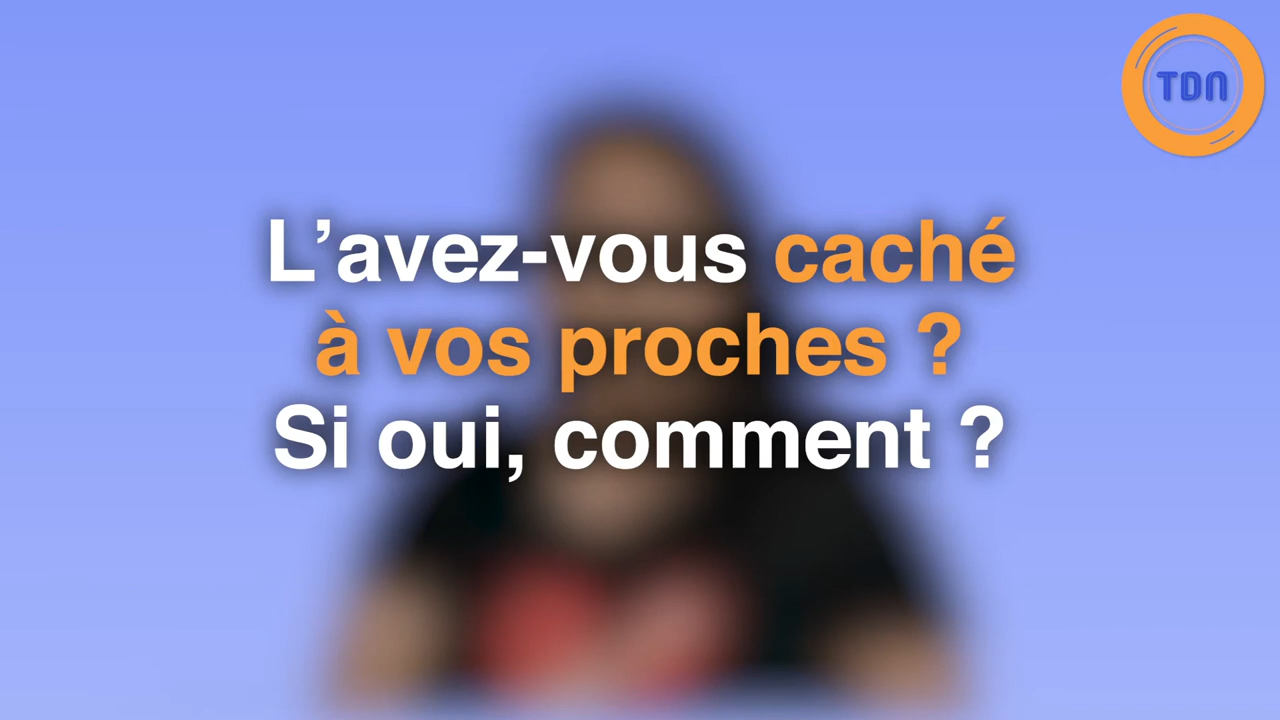 TDN
L’avez-vous caché
à vos proches ?
Si oui, comment ?